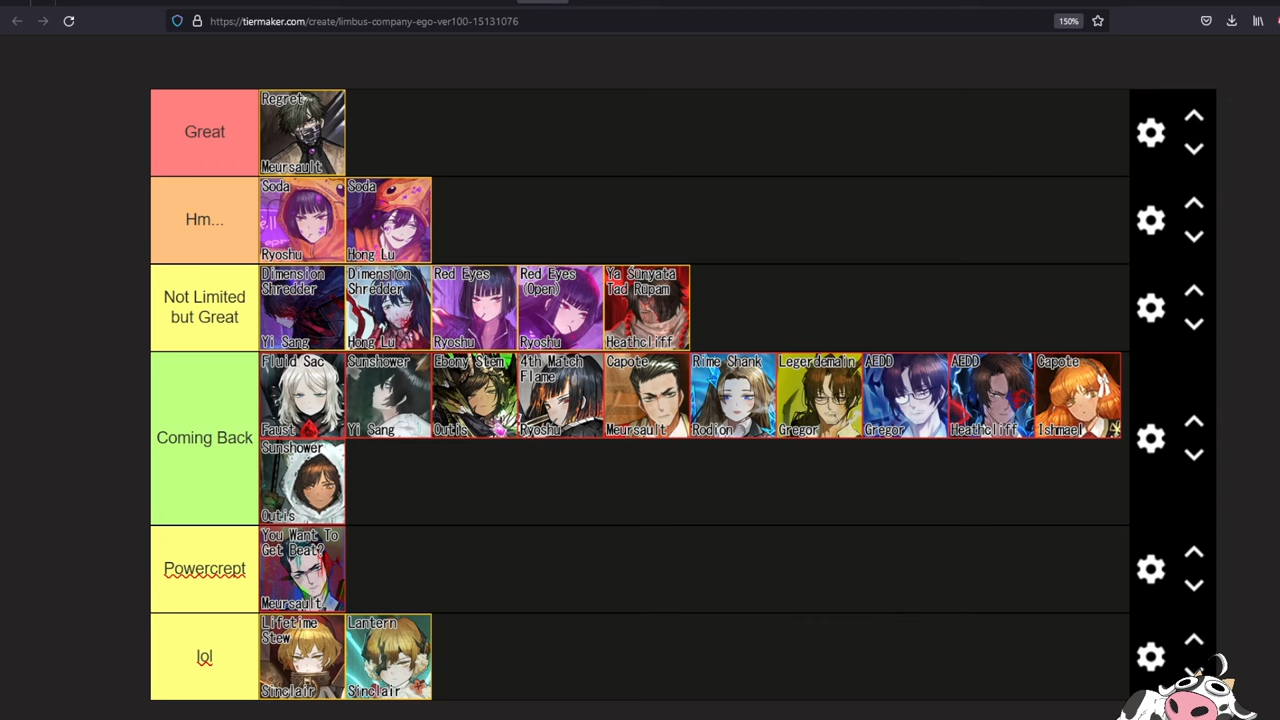 https://tiermaker.com/create/limbus-company-ego-ver100-15131076
150%
Great
Regret
Meursault
Hm...
Soda
Ryoshu
Soda
Hong Lu
Not Limited
but Great
Dimension
Shredder
Yi Sang
Dimension
Shredder
Hong Lu
Red Eyes
Ryoshu
Red Eyes
(Open)
Ryoshu
Ya Śūnyatā
Tad Rupam
Heathcliff
Coming Back
Fluid Sac
Faust
Sunshower
Yi Sang
Ebony Stem
Outis
4th Match
Flame
Ryoshu
Capote
Meursault
Rime Shank
Rodion
Legerdemain
Gregor
AEDD
Gregor
AEDD
Heathcliff
Capote
Ishmael
Sunshower
Outis
Powercrept
You Want To
Get Beat?
Meursault
lol
Lifetime
Stew
Sinclair
Lantern
Sinclair